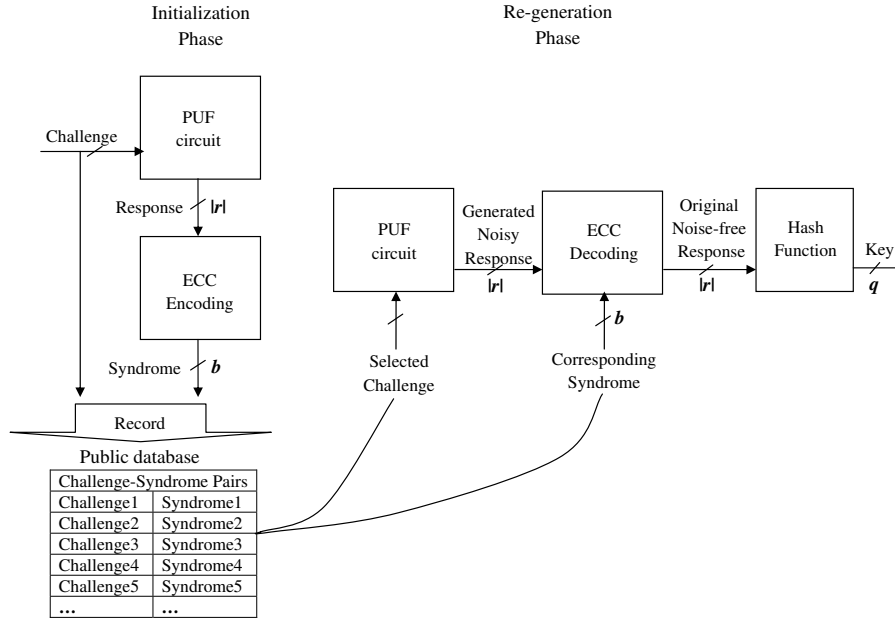 Initialization
Phase
Re-generation
Phase
PUF
circuit
Challenge
Response
|r|
ECC
Encoding
Syndrome
b
Record
Public database
Challenge-Syndrome Pairs
Challenge1 Syndrome1
Challenge2 Syndrome2
Challenge3 Syndrome3
Challenge4 Syndrome4
Challenge5 Syndrome5
... ...
PUF
circuit
Selected
Challenge
Generated
Noisy
Response
|r|
ECC
Decoding
b
Corresponding
Syndrome
Original
Noise-free
Response
|r|
Hash
Function
Key
q